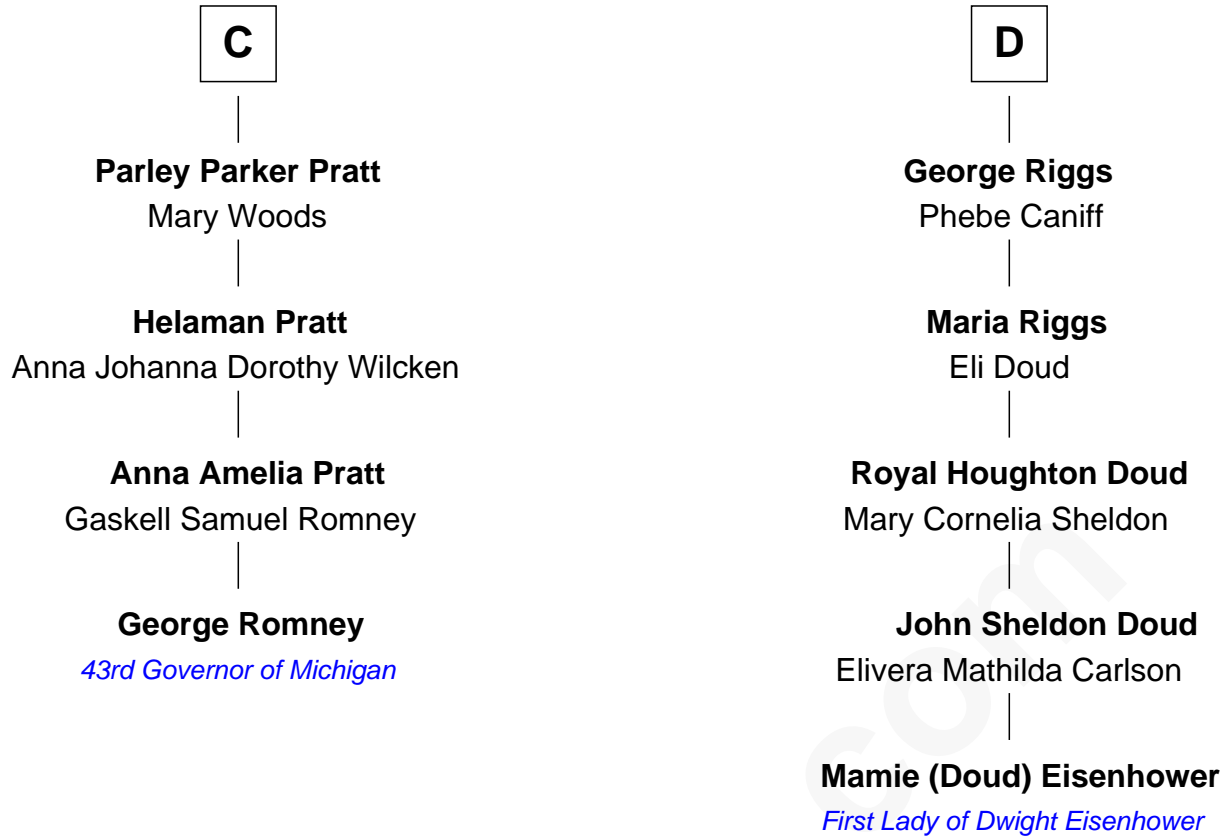 C
Parley Parker Pratt
Mary Woods
Helaman Pratt
Anna Johanna Dorothy Wilcken
Anna Amelia Pratt
Gaskell Samuel Romney
George Romney
43rd Governor of Michigan
D
George Riggs
Phebe Caniff
Maria Riggs
Eli Doud
Royal Houghton Doud
Mary Cornelia Sheldon
John Sheldon Doud
Elivera Mathilda Carlson
Mamie (Doud) Eisenhower
First Lady of Dwight Eisenhower
com